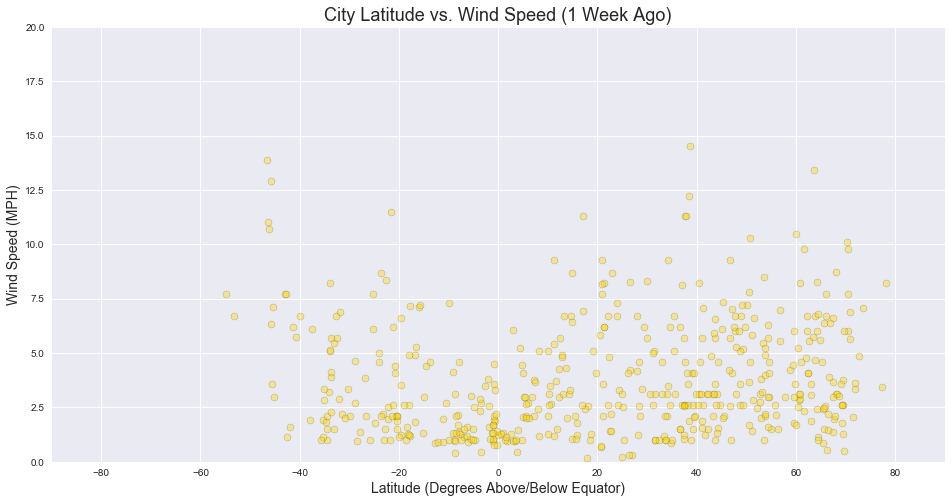 City Latitude vs. Wind Speed (1 Week Ago)
20.0
17.5
15.0
12.5
10.0
7.5
5.0
2.5
0.0
Wind Speed (MPH)
−80 −60 −40 −20 0 20 40 60 80
Latitude (Degrees Above/Below Equator)